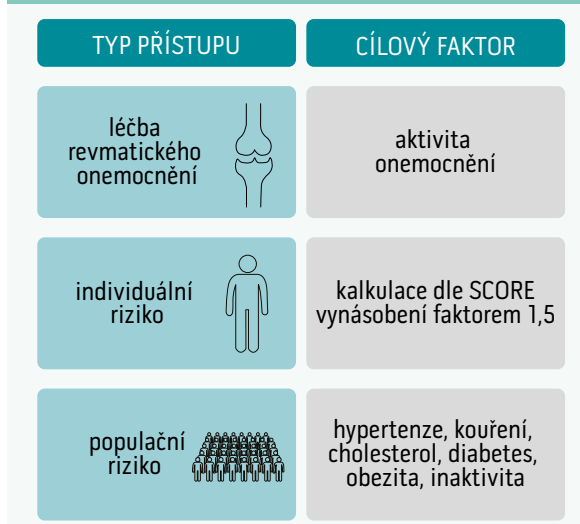 TYP PŘÍSTUPU
CÍLOVÝ FAKTOR
léčba
revmatického
onemocnění
aktivita
onemocnění
individuální
riziko
kalkulace dle SCORE
vynásobení faktorem 1,5
populační
riziko
hypertenze, kouření,
cholesterol, diabetes,
obezita, inaktivita